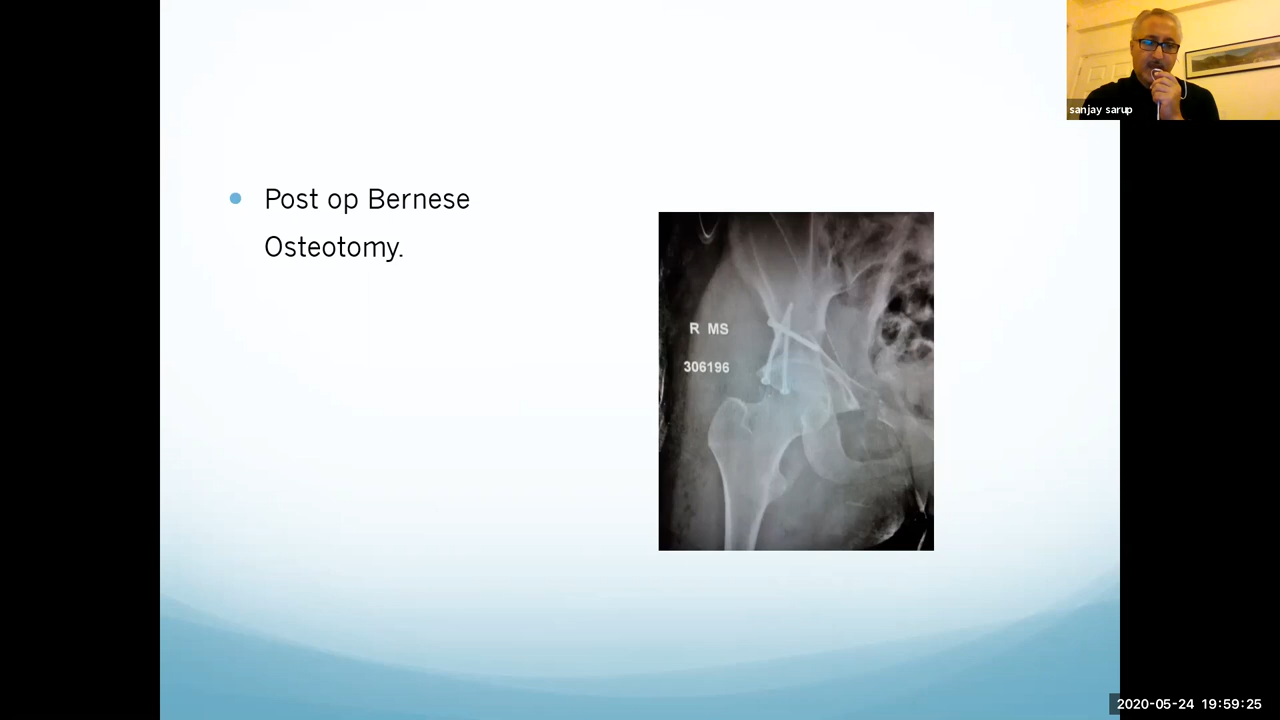 sanjay sarup
Post op Bernese
Osteotomy.
R MS
306196
2020-05-24 19:59:25